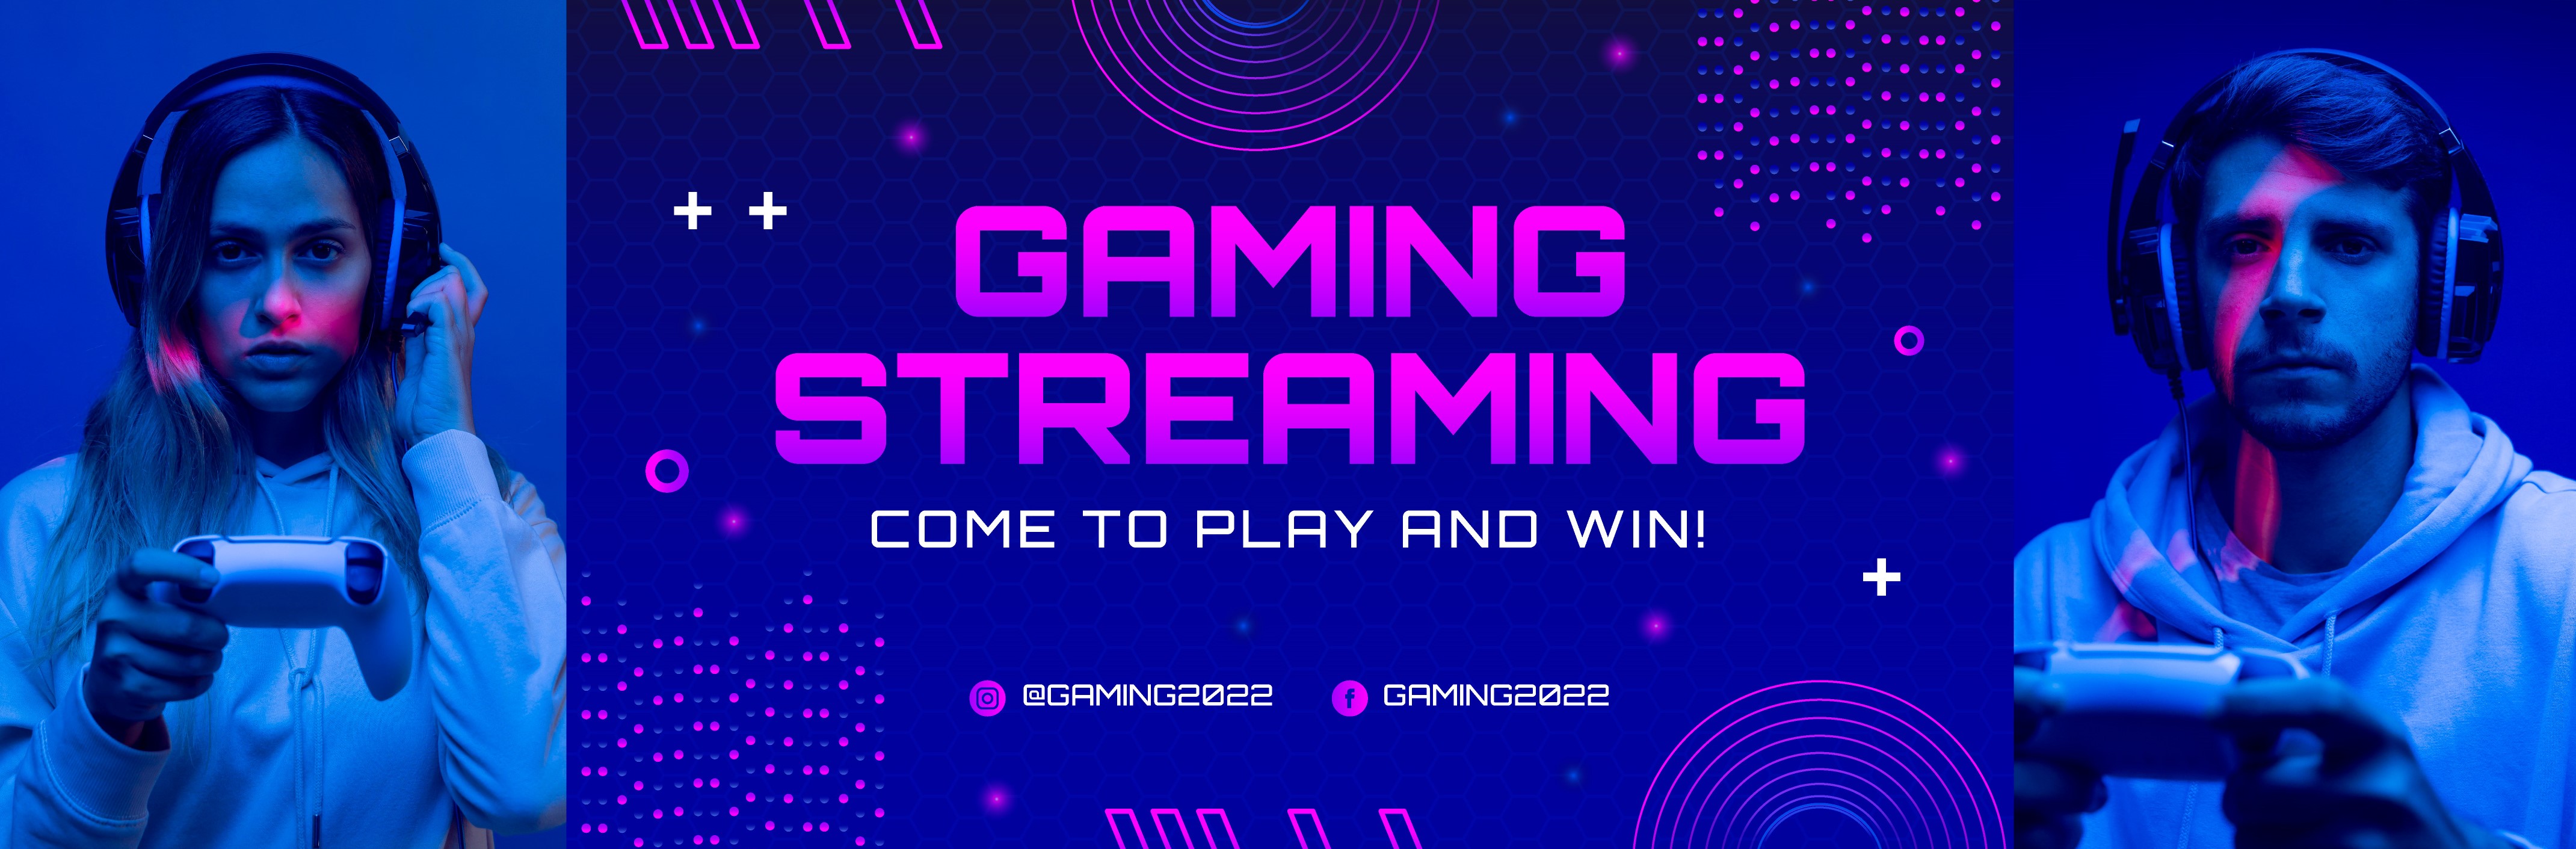 GAMING
STREAMING
COME TO PLAY AND WIN!
@GAMING2022 GAMING2022